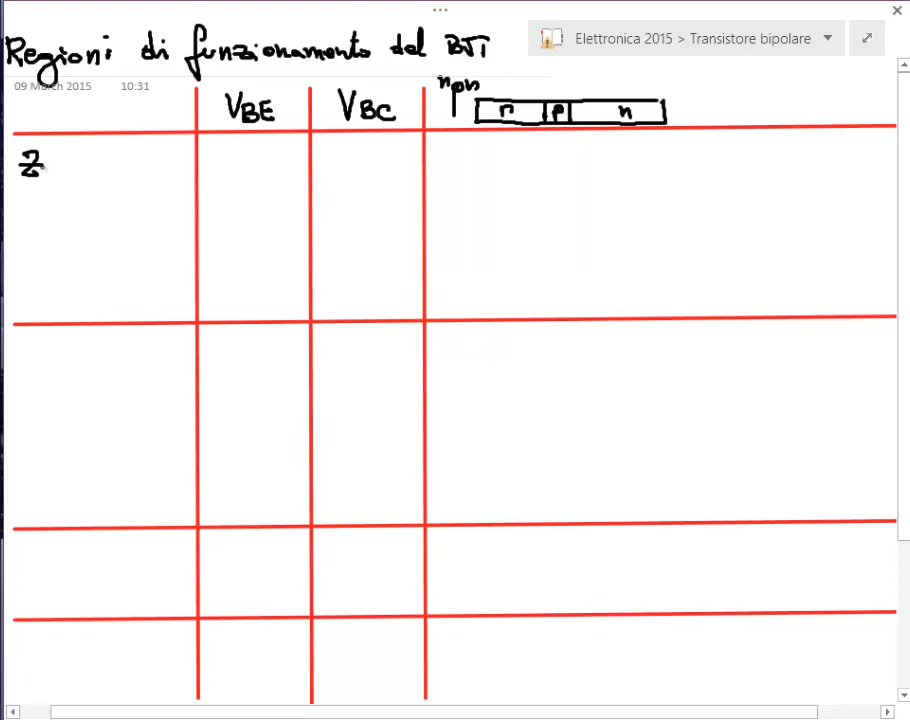 Regioni di funzionamento del BJT
Elettronica 2015 > Transistore bipolare
09 March 2015 10:31
VBE VBC npn n p n